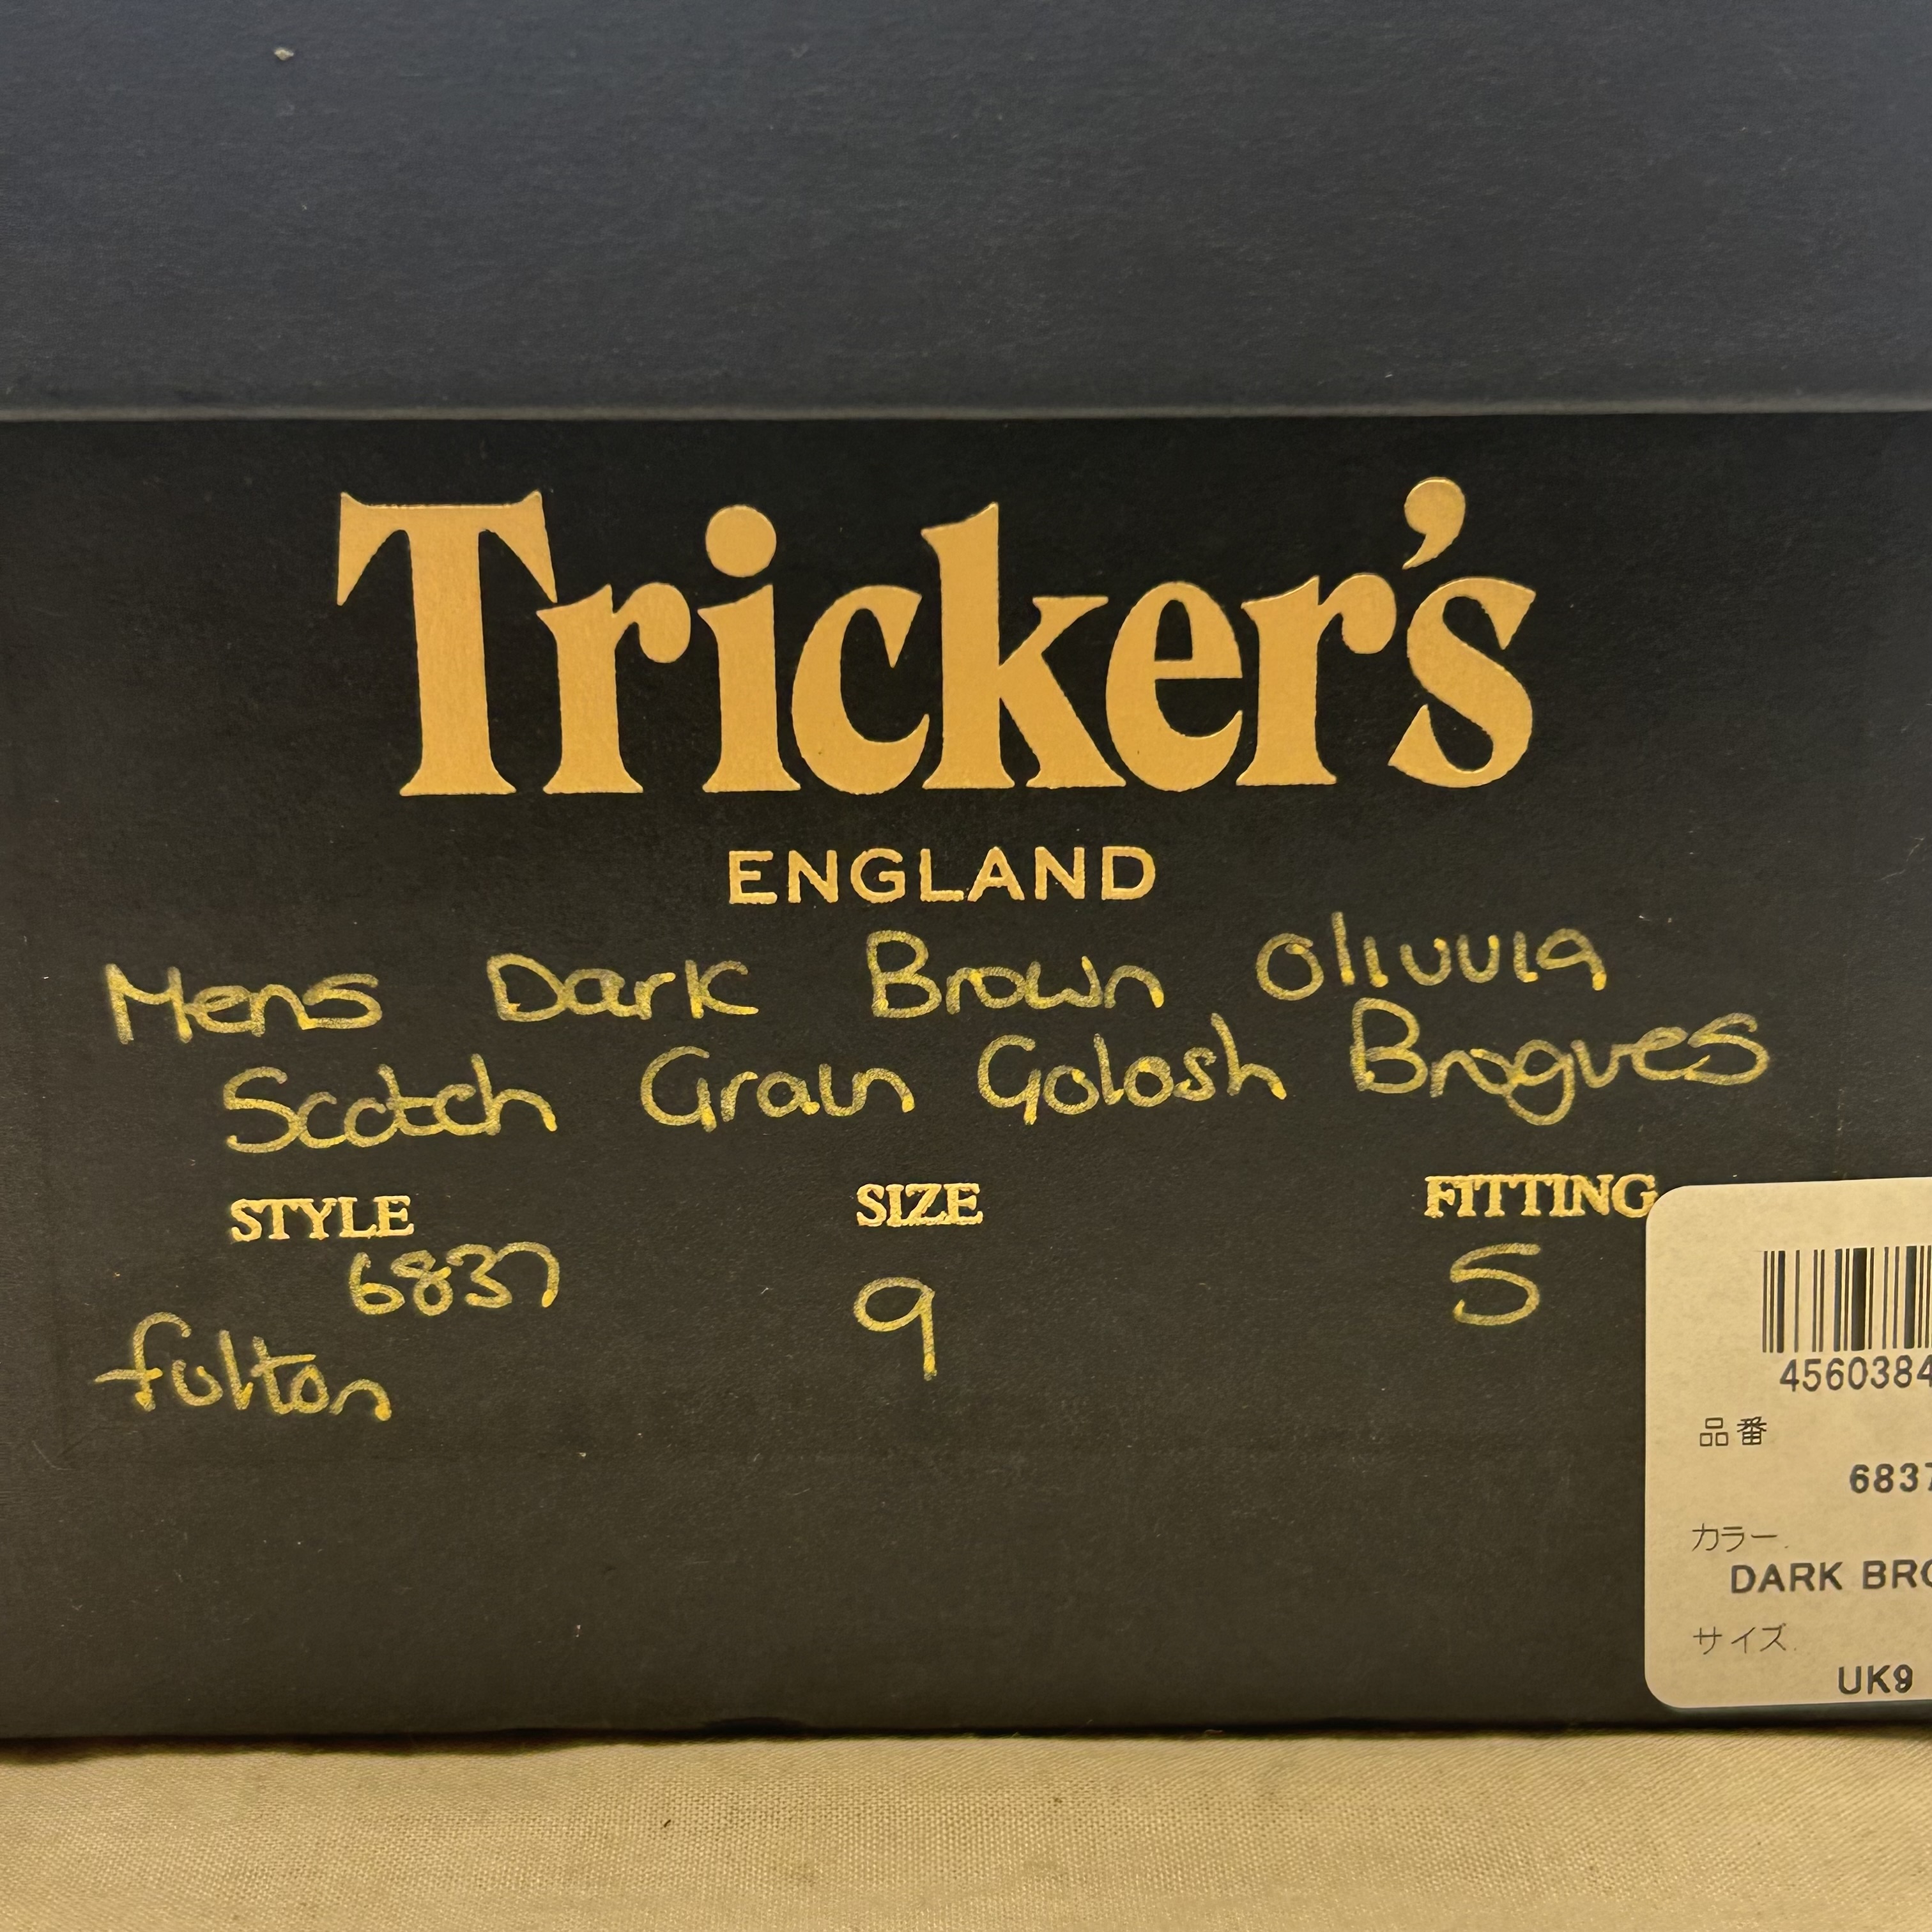 Tricker's
ENGLAND
Mens Dark Brown Olivvia
Scotch Grain Golosh Brogues
STYLE SIZE FITTING
6837 9 5
fulton
4560384
品番
6837
カラー
DARK BRO
サイズ
UK9